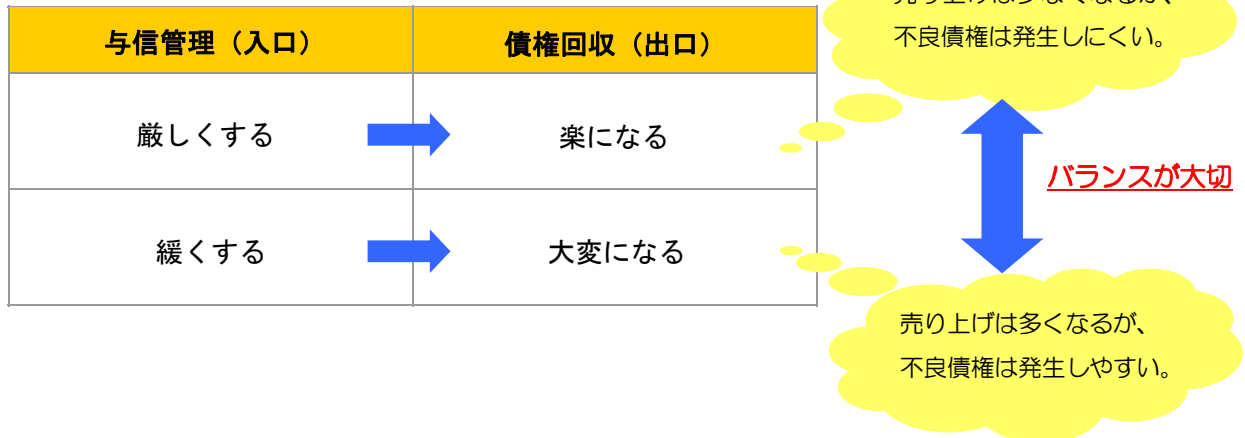 与信管理（入口）
債権回収（出口）
不良債権は発生しにくい。
厳しくする
楽になる
バランスが大切
緩くする
大変になる
売り上げは多くなるが、
不良債権は発生しやすい。